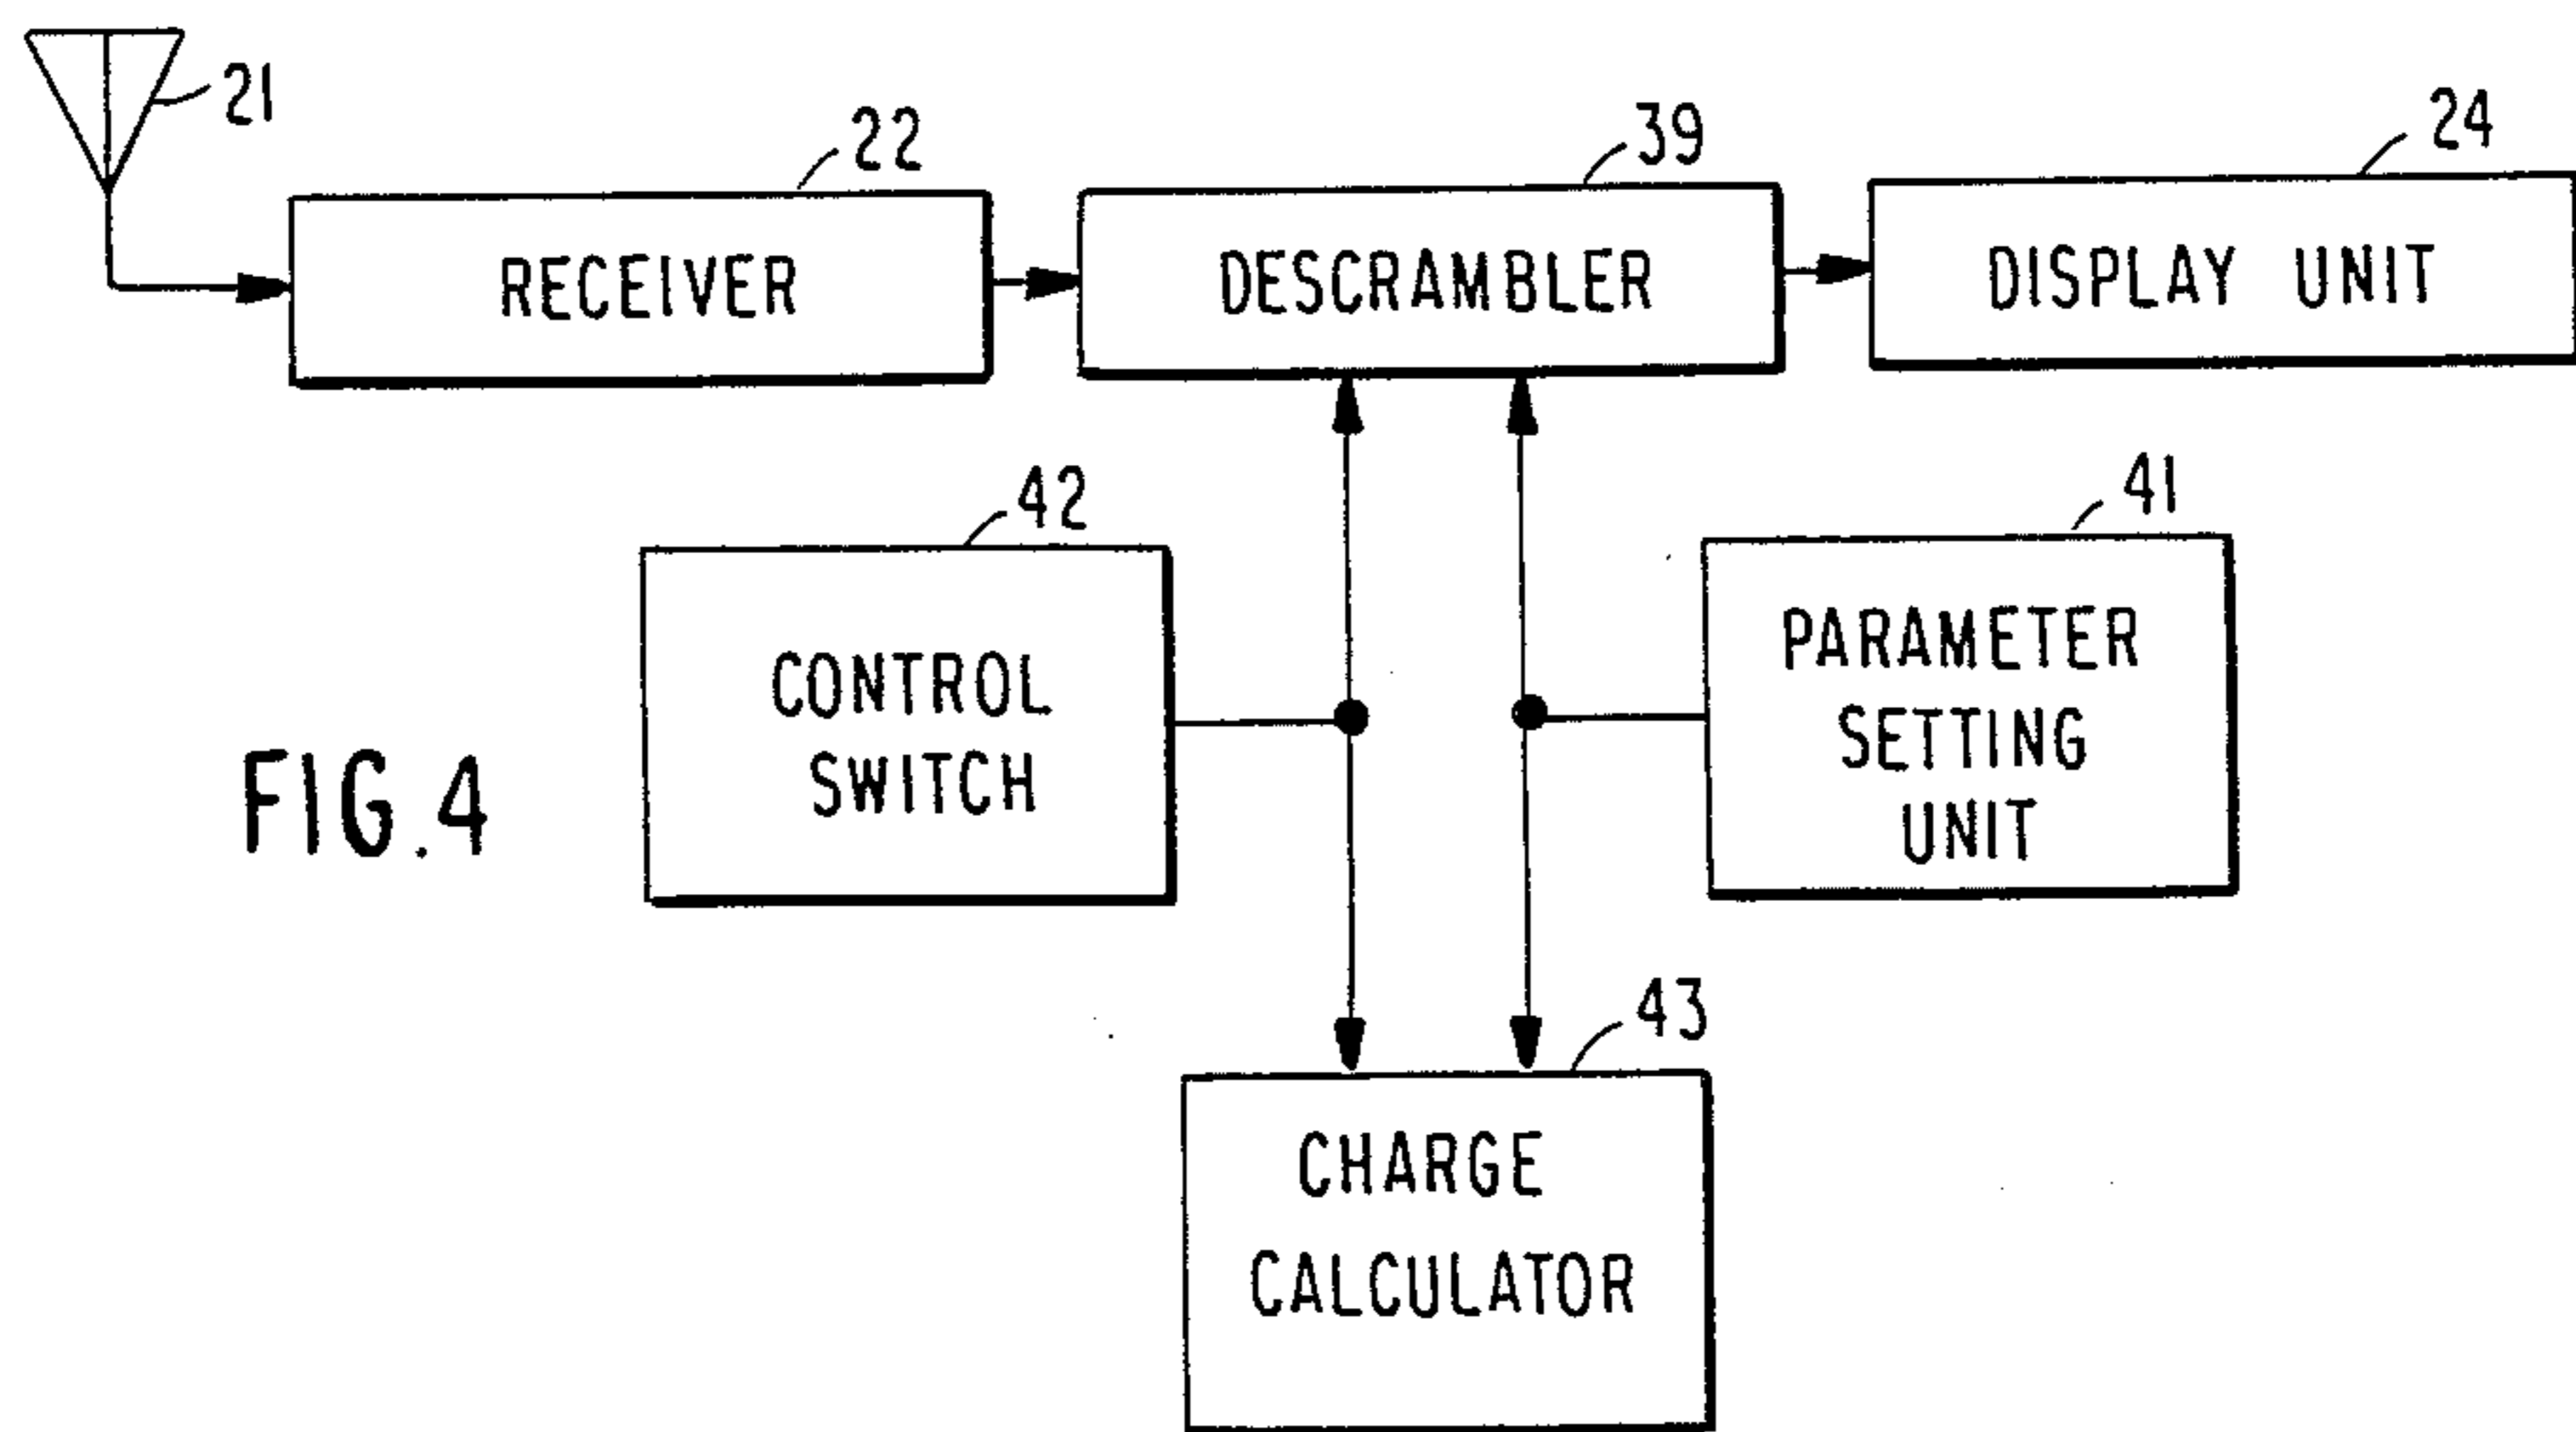 21
22
39
24
RECEIVER
DESCRAMBLER
DISPLAY UNIT
42
41
CONTROL
SWITCH
PARAMETER
SETTING
UNIT
FIG.4
43
CHARGE
CALCULATOR